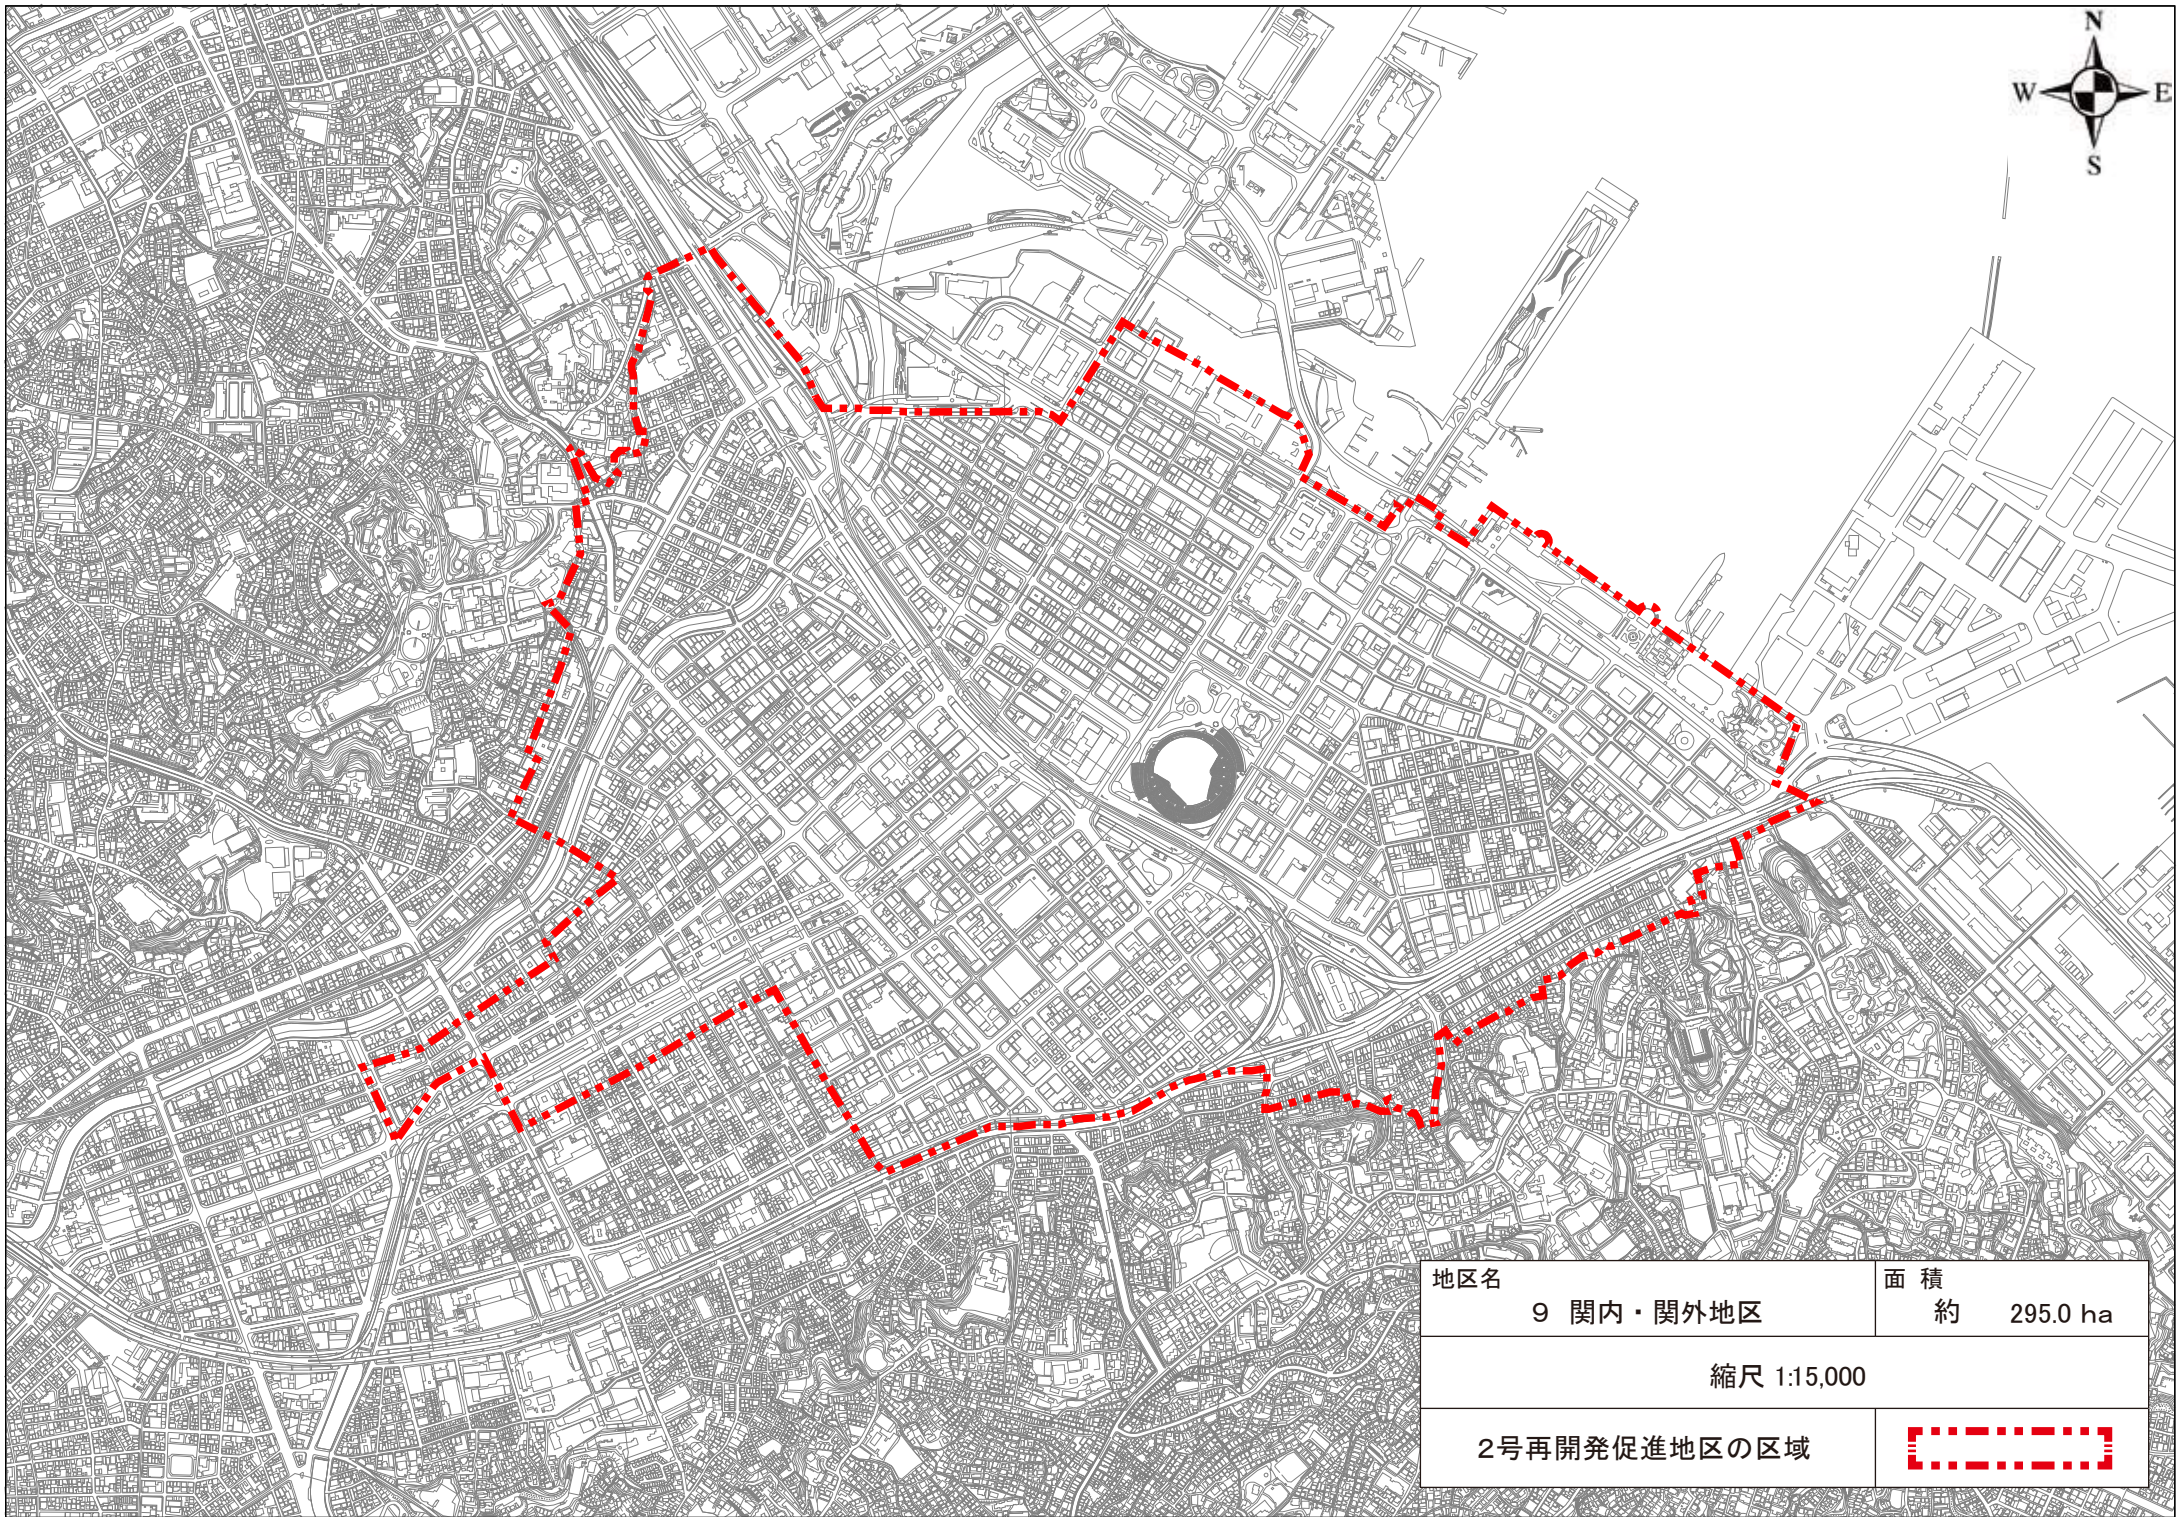 N
W E
S
地区名
9 関内・関外地区
面 積
約 295.0 ha
縮尺 1:15,000
2号再開発促進地区の区域